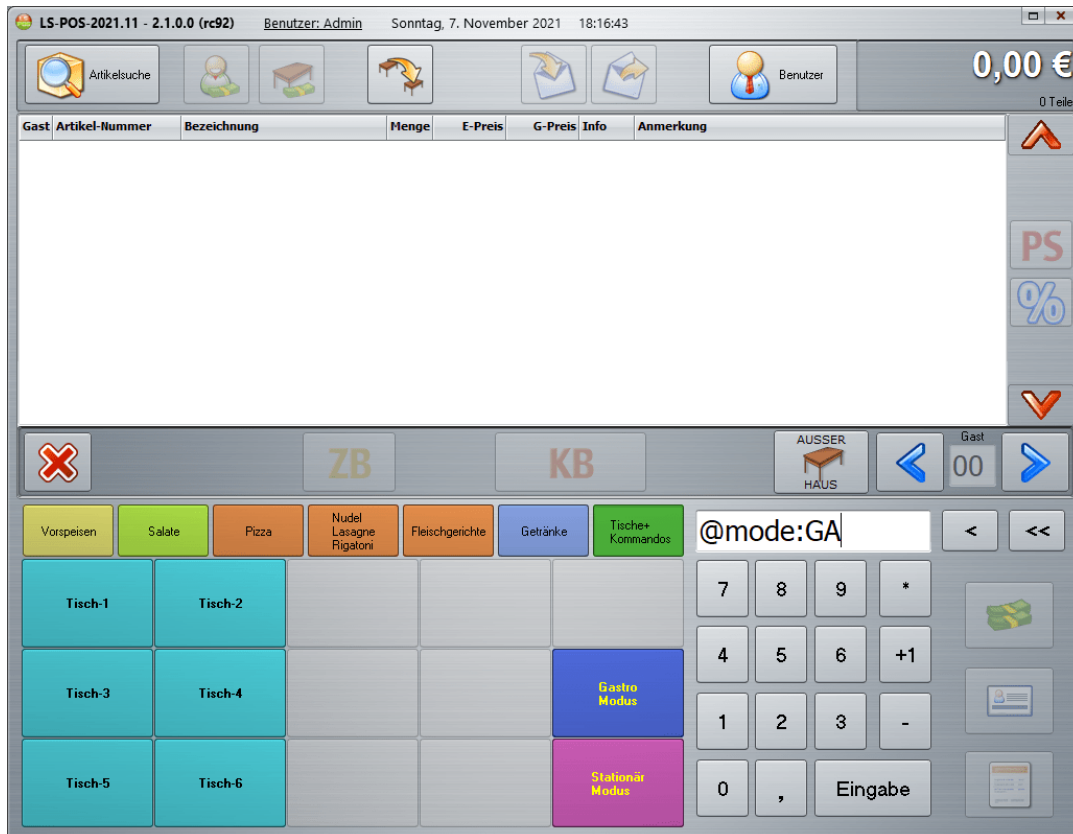 LS-POS-2021.11 - 2.1.0.0 (rc92) Benutzer: Admin Sonntag, 7. November 2021 18:16:43
Artikelsuche
Benutzer
0,00 €
0 Teile
Gast Artikel-Nummer Bezeichnung Menge E-Preis G-Preis Info Anmerkung
PS
%
ZB
KB
AUSSER
HAUS
Gast
00
Vorspeisen
Salate
Pizza
Nudel
Lasagne
Rigatoni
Fleischgerichte
Getränke
Tische+
Kommandos
@mode:GA
< <<
Tisch-1 Tisch-2
7 8 9 *
Tisch-3 Tisch-4
Gastro
Modus
4 5 6 +1
1 2 3 -
Tisch-5 Tisch-6
Stationär
Modus
0 , Eingabe